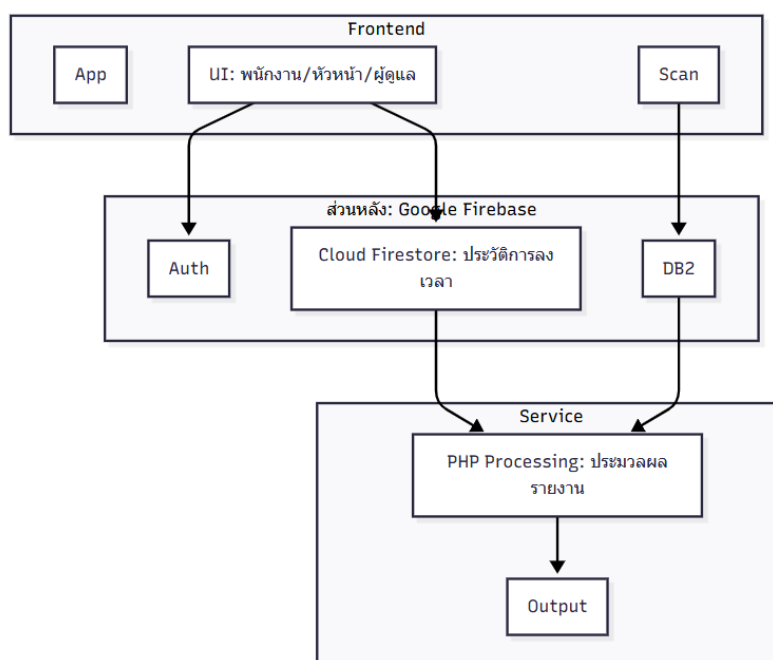 Frontend
App
UI: พนักงาน/หัวหน้า/ผู้ดูแล
Scan
ส่วนหลัง: Google Firebase
Auth
Cloud Firestore: ประวัติการลง
เวลา
DB2
Service
PHP Processing: ประมวลผล
รายงาน
Output